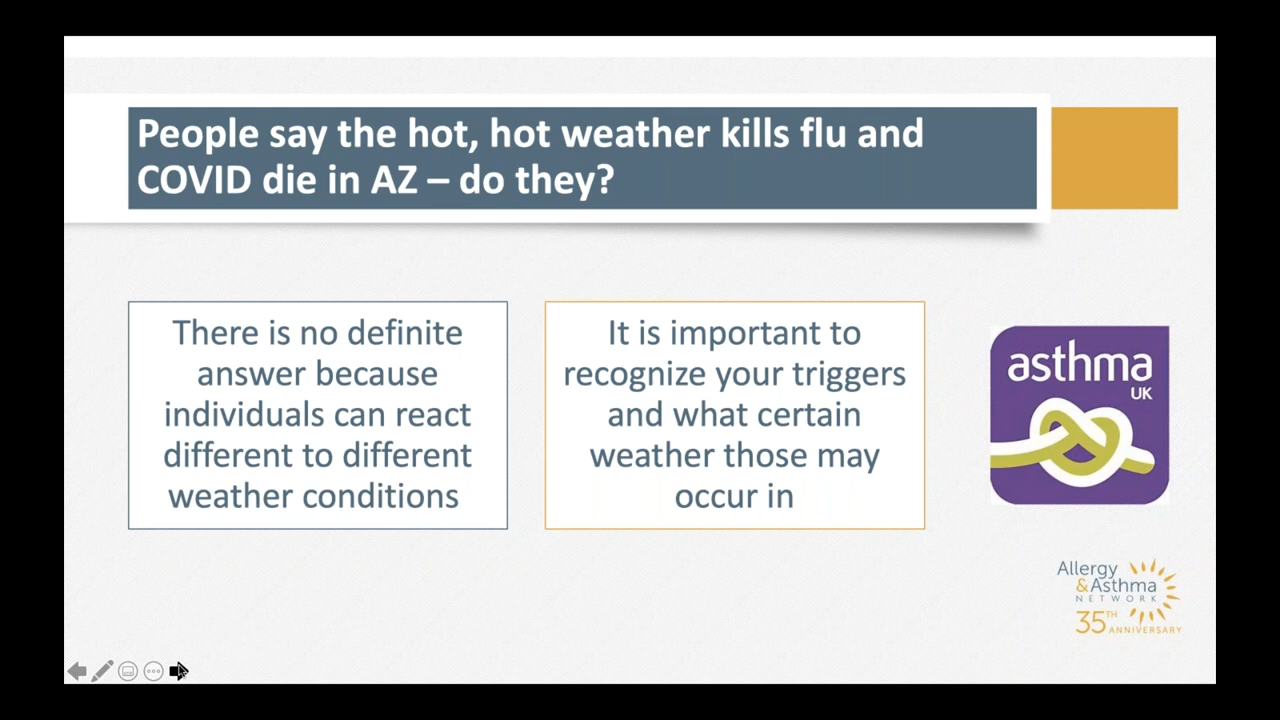 People say the hot, hot weather kills flu and
COVID die in AZ – do they?
There is no definite
answer because
individuals can react
different to different
weather conditions
It is important to
recognize your triggers
and what certain
weather those may
occur in
asthma
UK
Allergy
&Asthma
NETWORK
35TH ANNIVERSARY